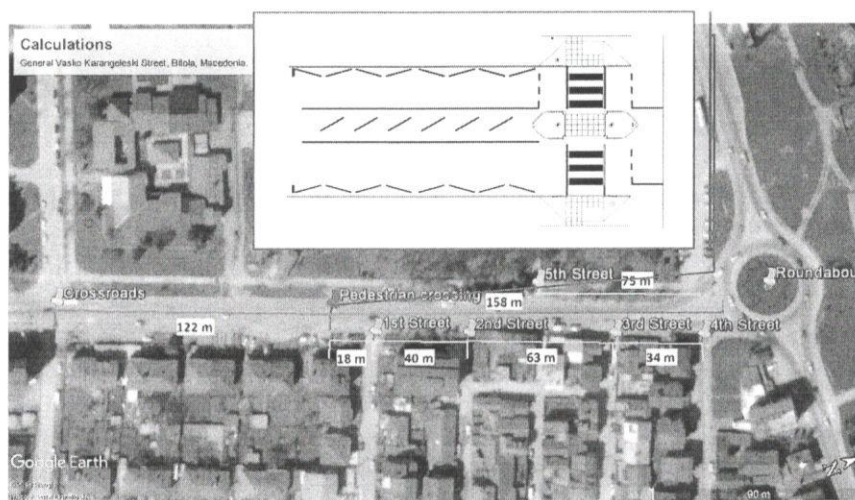 Calculations
General Vasko Karangeleski Street, Bitola, Macedonia.
5th Street
75 m
Roundabou
Crossroads
Pedestrian crossing
158 m
122 m
1st Street
2nd Street
3rd Street
4th Street
18 m
40 m
63 m
34 m
Google Earth
90 m